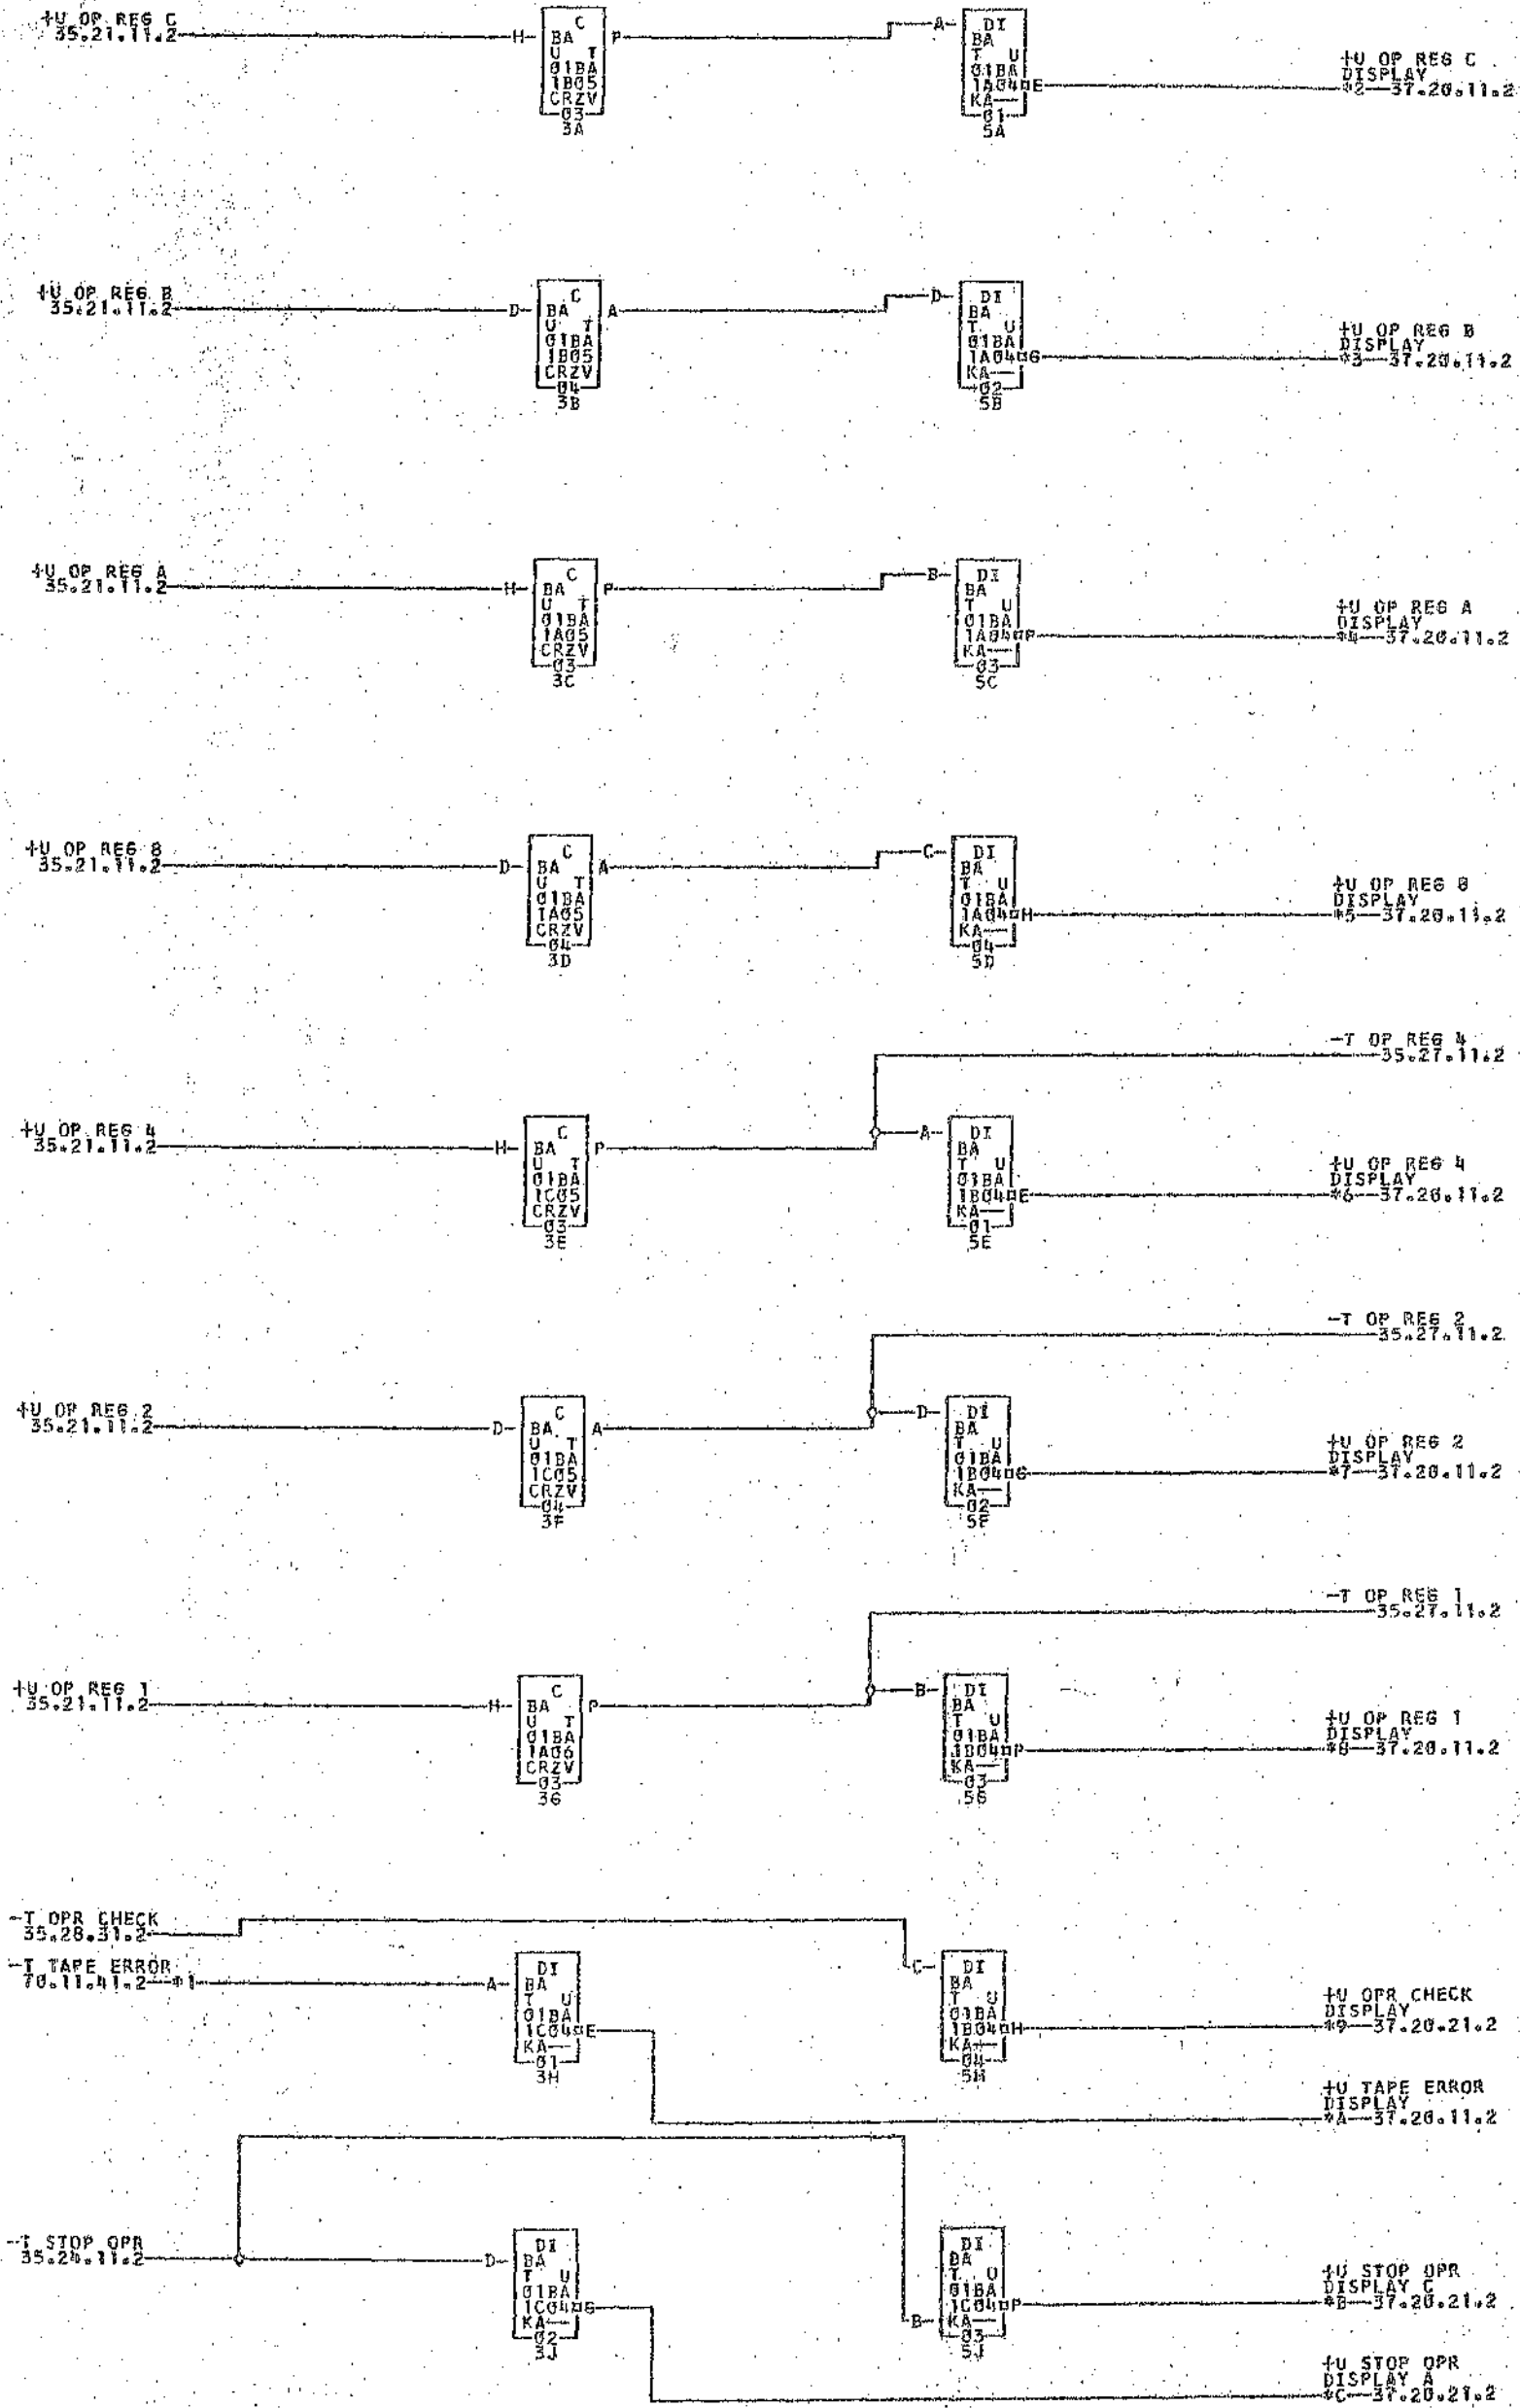 +U OP REG C
35.21.11.2
H
C
BA
U T
01BA
1B05
CRZV
03
3A
P
A
DI
BA
T U
01BA
1A04
KA
01
5A
E
+U OP REG C
DISPLAY
*2 37.20.11.2
+U OP REG B
35.21.11.2
D
C
BA
U T
01BA
1B05
CRZV
04
3B
A
D
DI
BA
T U
01BA
1A04
KA
02
5B
G
+U OP REG B
DISPLAY
*3 37.20.11.2
+U OP REG A
35.21.11.2
H
C
BA
U T
01BA
1A05
CRZV
03
3C
P
B
DI
BA
T U
01BA
1A04
KA
03
5C
P
+U OP REG A
DISPLAY
*4 37.20.11.2
+U OP REG 8
35.21.11.2
D
C
BA
U T
01BA
1A05
CRZV
04
3D
A
C
DI
BA
T U
01BA
1A04
KA
04
5D
H
+U OP REG 8
DISPLAY
*5 37.20.11.2
-T OP REG 4
35.27.11.2
+U OP REG 4
35.21.11.2
H
C
BA
U T
01BA
1C05
CRZV
03
3E
P
A
DI
BA
T U
01BA
1B04
KA
01
5E
E
+U OP REG 4
DISPLAY
*6 37.20.11.2
-T OP REG 2
35.27.11.2
+U OP REG 2
35.21.11.2
D
C
BA
U T
01BA
1C05
CRZV
04
3F
A
D
DI
BA
T U
01BA
1B04
KA
02
5F
G
+U OP REG 2
DISPLAY
*7 37.20.11.2
-T OP REG 1
35.27.11.2
+U OP REG 1
35.21.11.2
H
C
BA
U T
01BA
1A06
CRZV
03
3G
P
B
DI
BA
T U
01BA
1B04
KA
03
5G
P
+U OP REG 1
DISPLAY
*8 37.20.11.2
-T OPR CHECK
35.28.31.2
-T TAPE ERROR
70.11.41.2 *1
A
DI
BA
T U
01BA
1C04
KA
01
3H
E
C
DI
BA
T U
01BA
1B04
KA
04
5H
H
+U OPR CHECK
DISPLAY
*9 37.20.21.2
+U TAPE ERROR
DISPLAY
*A 37.20.11.2
-T STOP OPR
35.24.11.2
D
DI
BA
T U
01BA
1C04
KA
02
3J
G
B
DI
BA
T U
01BA
1C04
KA
03
5J
P
+U STOP OPR
DISPLAY C
*B 37.20.21.2
+U STOP OPR
DISPLAY A
*C 37.20.21.2